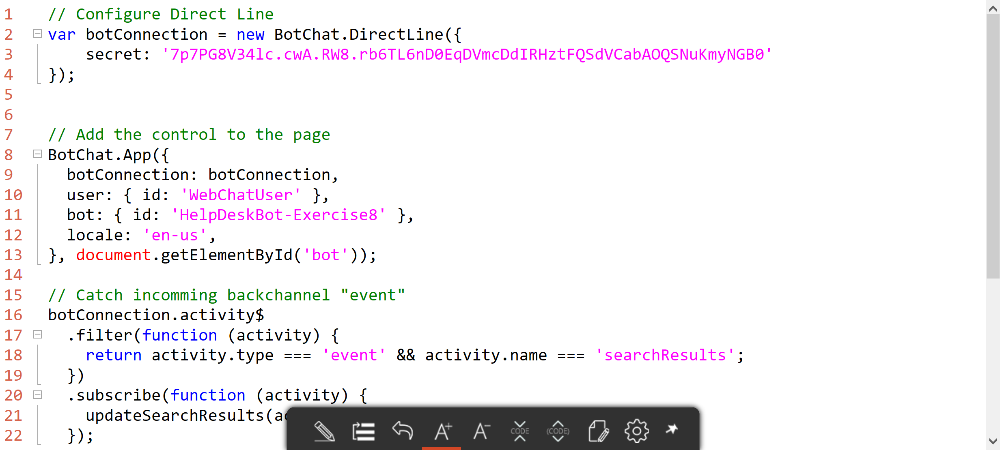 1 // Configure Direct Line
2 var botConnection = new BotChat.DirectLine({
3 secret: '7p7PG8V34lc.cwA.RW8.rb6TL6nD0EqDVmcDdIRHztFQSdVCabAOQSNuKmyNGB0'
4 });
5
6
7 // Add the control to the page
8 BotChat.App({
9 botConnection: botConnection,
10 user: { id: 'WebChatUser' },
11 bot: { id: 'HelpDeskBot-Exercise8' },
12 locale: 'en-us',
13 }, document.getElementById('bot'));
14
15 // Catch incomming backchannel "event"
16 botConnection.activity$
17 .filter(function (activity) {
18 return activity.type === 'event' && activity.name === 'searchResults';
19 })
20 .subscribe(function (activity) {
21 updateSearchResults(ac
22 });
A+ A- CODE (CODE)